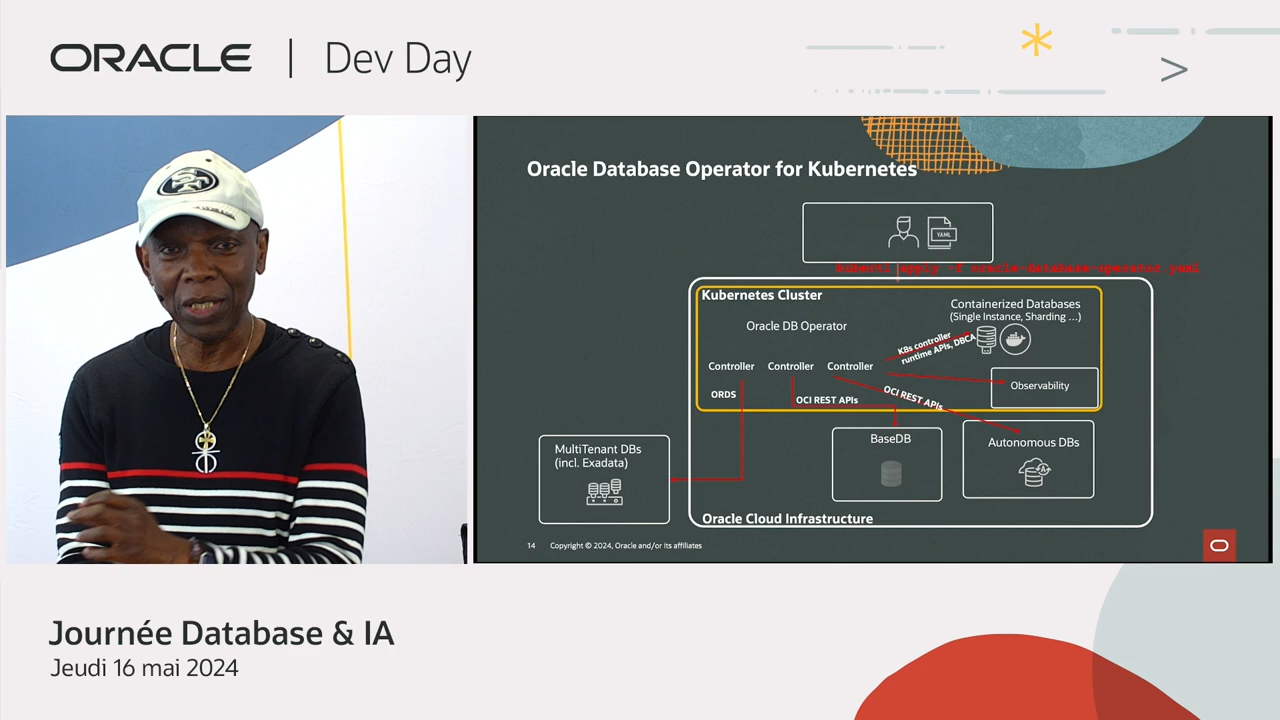 ORACLE | Dev Day
>
Oracle Database Operator for Kubernetes
YAML
kubectl apply -f oracle-database-operator.yaml
Kubernetes Cluster
Containerized Databases
(Single Instance, Sharding ...)
Oracle DB Operator
K8s controller
runtime APIs, DBCA
Controller Controller Controller
Observability
ORDS
OCI REST APIs
OCI REST APIs
MultiTenant DBs
(incl. Exadata)
BaseDB
Autonomous DBs
A
Oracle Cloud Infrastructure
14 Copyright © 2024, Oracle and/or its affiliates
Journée Database & IA
Jeudi 16 mai 2024